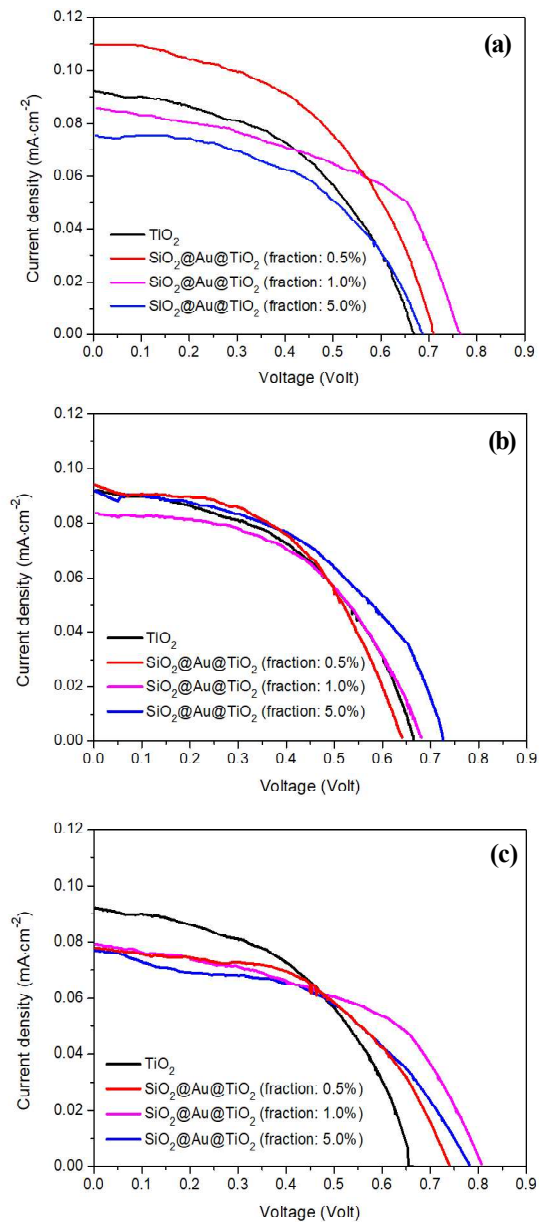 (a)
0.12
0.10
0.08
0.06
0.04
0.02
0.00
Current density (mA·cm⁻²)
TiO₂
SiO₂@Au@TiO₂ (fraction: 0.5%)
SiO₂@Au@TiO₂ (fraction: 1.0%)
SiO₂@Au@TiO₂ (fraction: 5.0%)
0.0 0.1 0.2 0.3 0.4 0.5 0.6 0.7 0.8 0.9
Voltage (Volt)
(b)
0.12
0.10
0.08
0.06
0.04
0.02
0.00
Current density (mA·cm⁻²)
TiO₂
SiO₂@Au@TiO₂ (fraction: 0.5%)
SiO₂@Au@TiO₂ (fraction: 1.0%)
SiO₂@Au@TiO₂ (fraction: 5.0%)
0.0 0.1 0.2 0.3 0.4 0.5 0.6 0.7 0.8 0.9
Voltage (Volt)
(c)
0.12
0.10
0.08
0.06
0.04
0.02
0.00
Current density (mA·cm⁻²)
TiO₂
SiO₂@Au@TiO₂ (fraction: 0.5%)
SiO₂@Au@TiO₂ (fraction: 1.0%)
SiO₂@Au@TiO₂ (fraction: 5.0%)
0.0 0.1 0.2 0.3 0.4 0.5 0.6 0.7 0.8 0.9
Voltage (Volt)